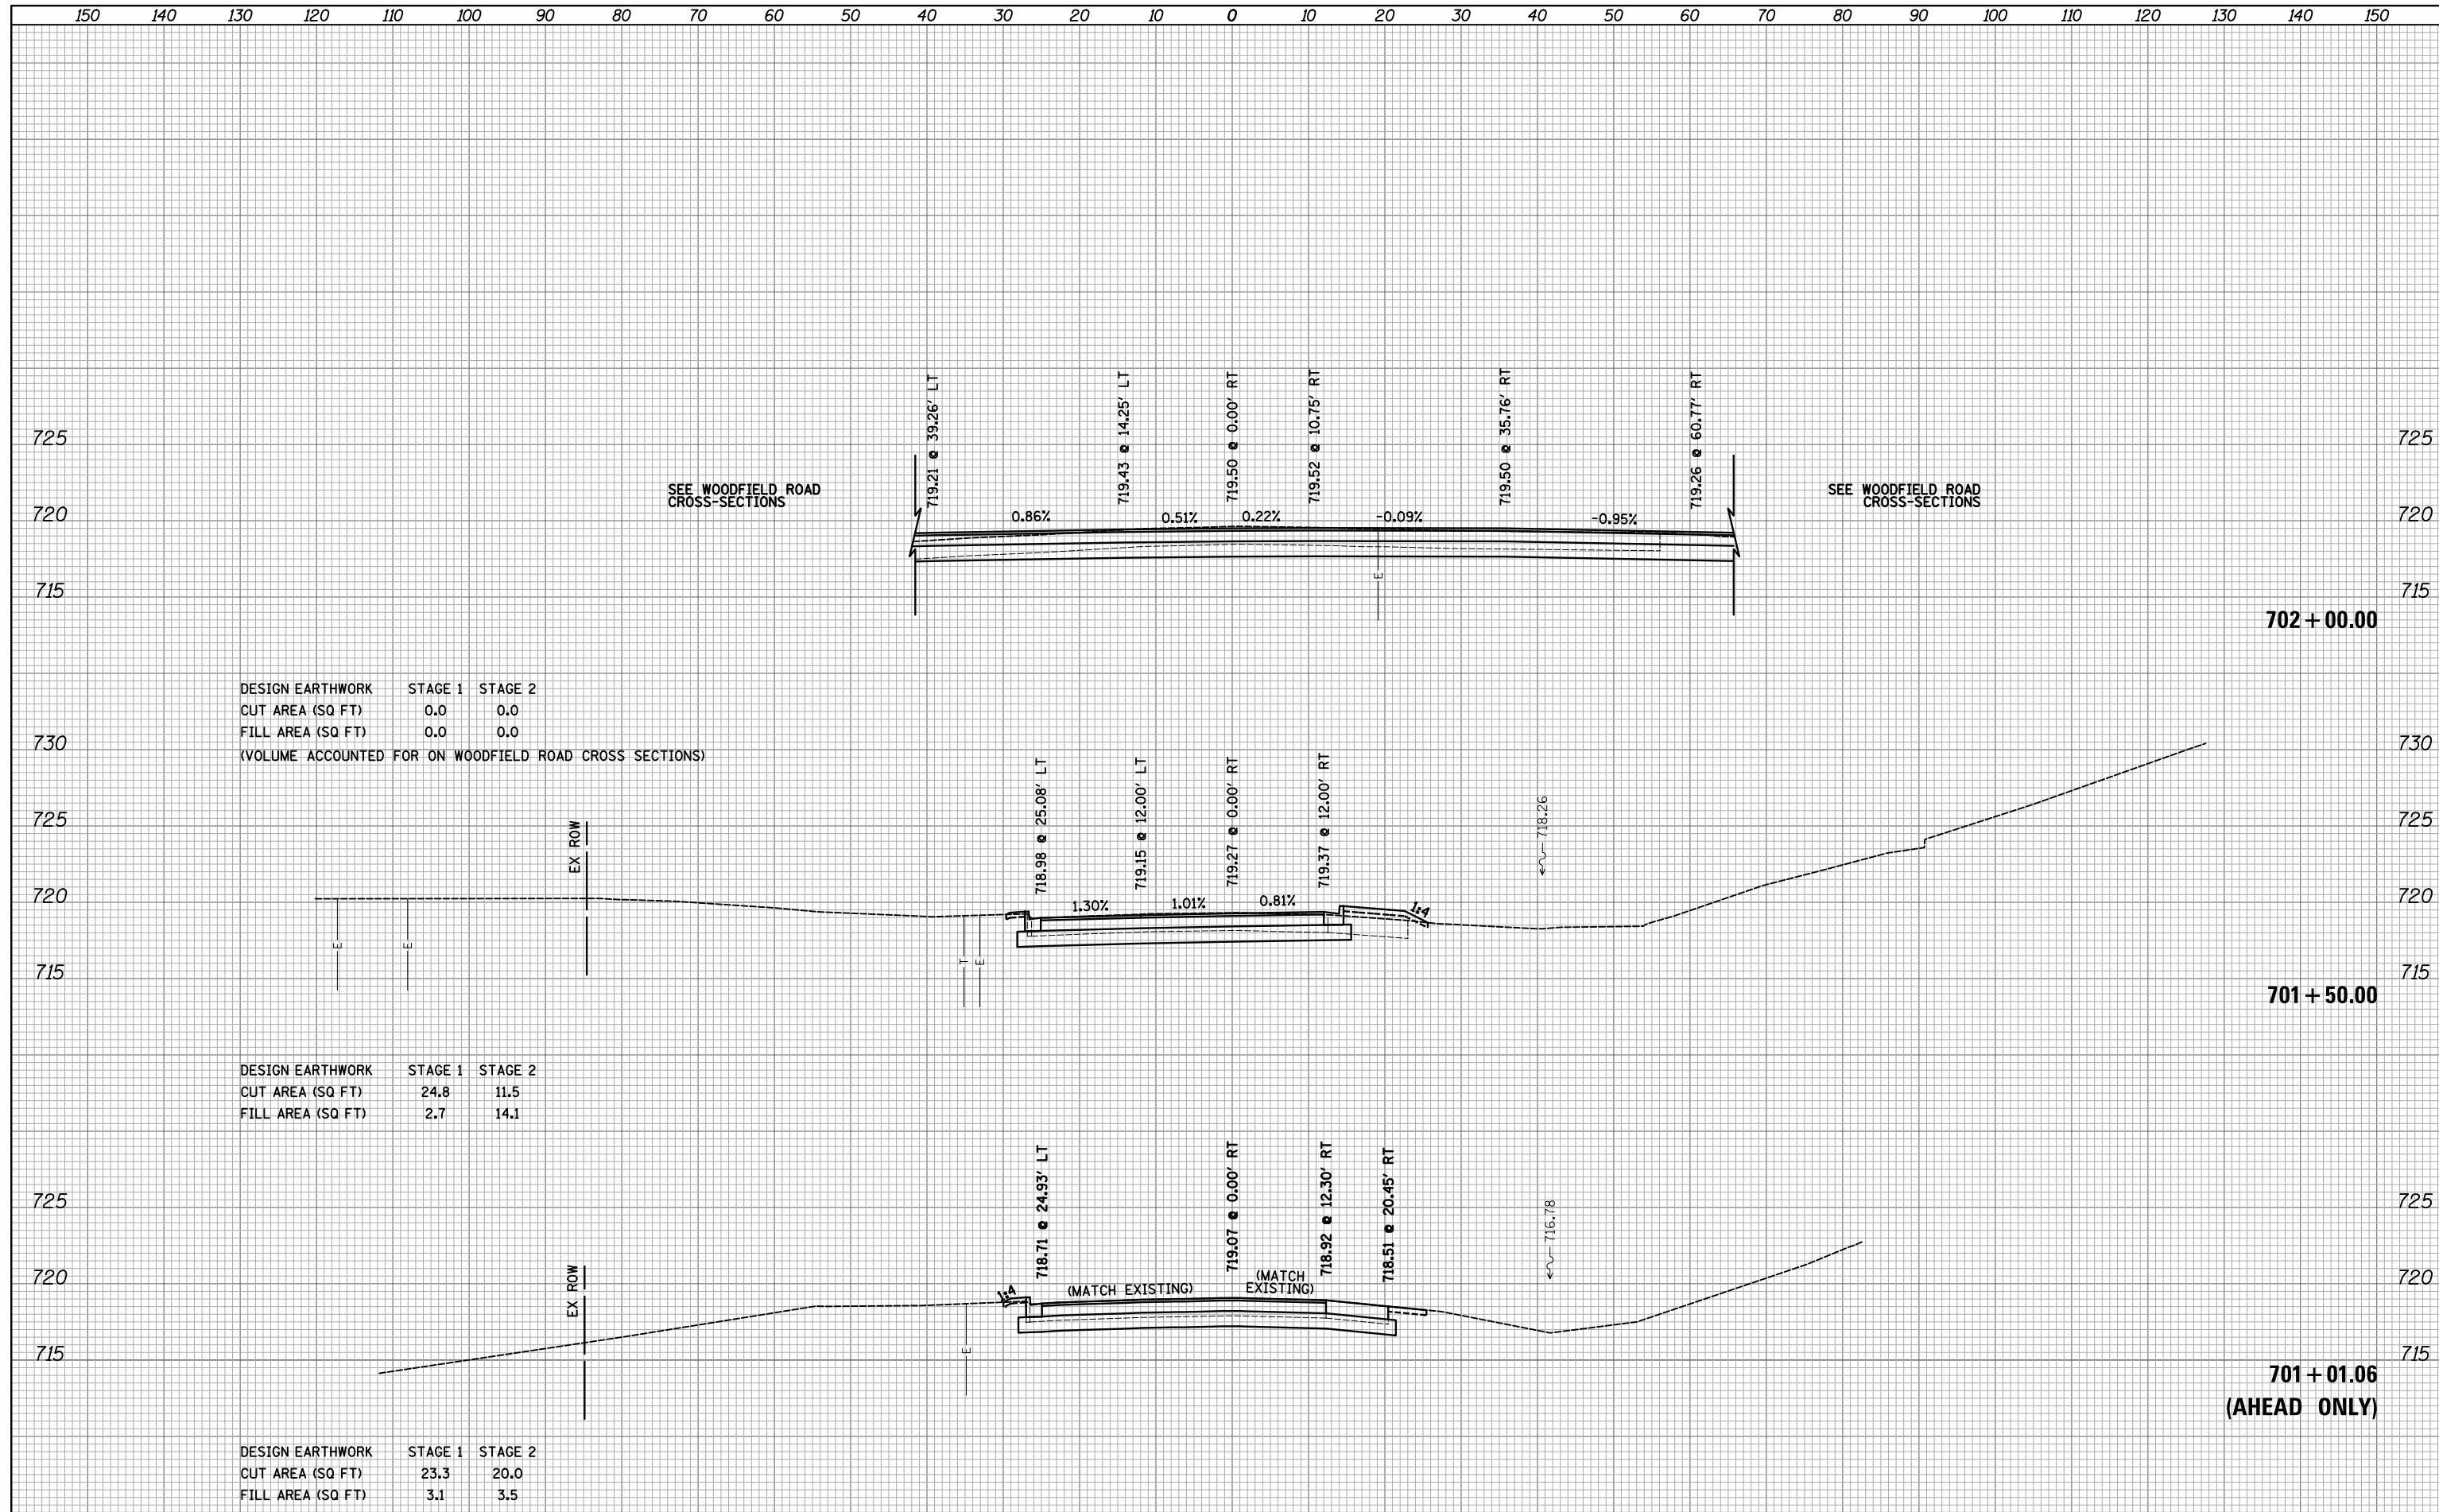 150 140 130 120 110 100 90 80 70 60 50 40 30 20 10 0 10 20 30 40 50 60 70 80 90 100 110 120 130 140 150
719.21 @ 39.26' LT
719.43 @ 14.25' LT
719.50 @ 0.00' RT
719.52 @ 10.75' RT
719.50 @ 35.76' RT
719.26 @ 60.77' RT
725 725
SEE WOODFIELD ROAD
CROSS-SECTIONS
SEE WOODFIELD ROAD
CROSS-SECTIONS
720 720
0.86% 0.51% 0.22% -0.09% -0.95%
E
715 715
702+00.00
DESIGN EARTHWORK STAGE 1 STAGE 2
CUT AREA (SQ FT) 0.0 0.0
FILL AREA (SQ FT) 0.0 0.0
(VOLUME ACCOUNTED FOR ON WOODFIELD ROAD CROSS SECTIONS)
730 730
718.98 @ 25.08' LT
719.15 @ 12.00' LT
719.27 @ 0.00' RT
719.37 @ 12.00' RT
718.26
725 725
EX ROW
720 720
1.30% 1.01% 0.81%
1:4
E E T E
715 715
701+50.00
DESIGN EARTHWORK STAGE 1 STAGE 2
CUT AREA (SQ FT) 24.8 11.5
FILL AREA (SQ FT) 2.7 14.1
718.71 @ 24.93' LT
719.07 @ 0.00' RT
718.92 @ 12.30' RT
718.51 @ 20.45' RT
716.78
725 725
EX ROW
720 720
1:4
(MATCH EXISTING)
(MATCH
EXISTING)
E
715 715
701+01.06
(AHEAD ONLY)
DESIGN EARTHWORK STAGE 1 STAGE 2
CUT AREA (SQ FT) 23.3 20.0
FILL AREA (SQ FT) 3.1 3.5